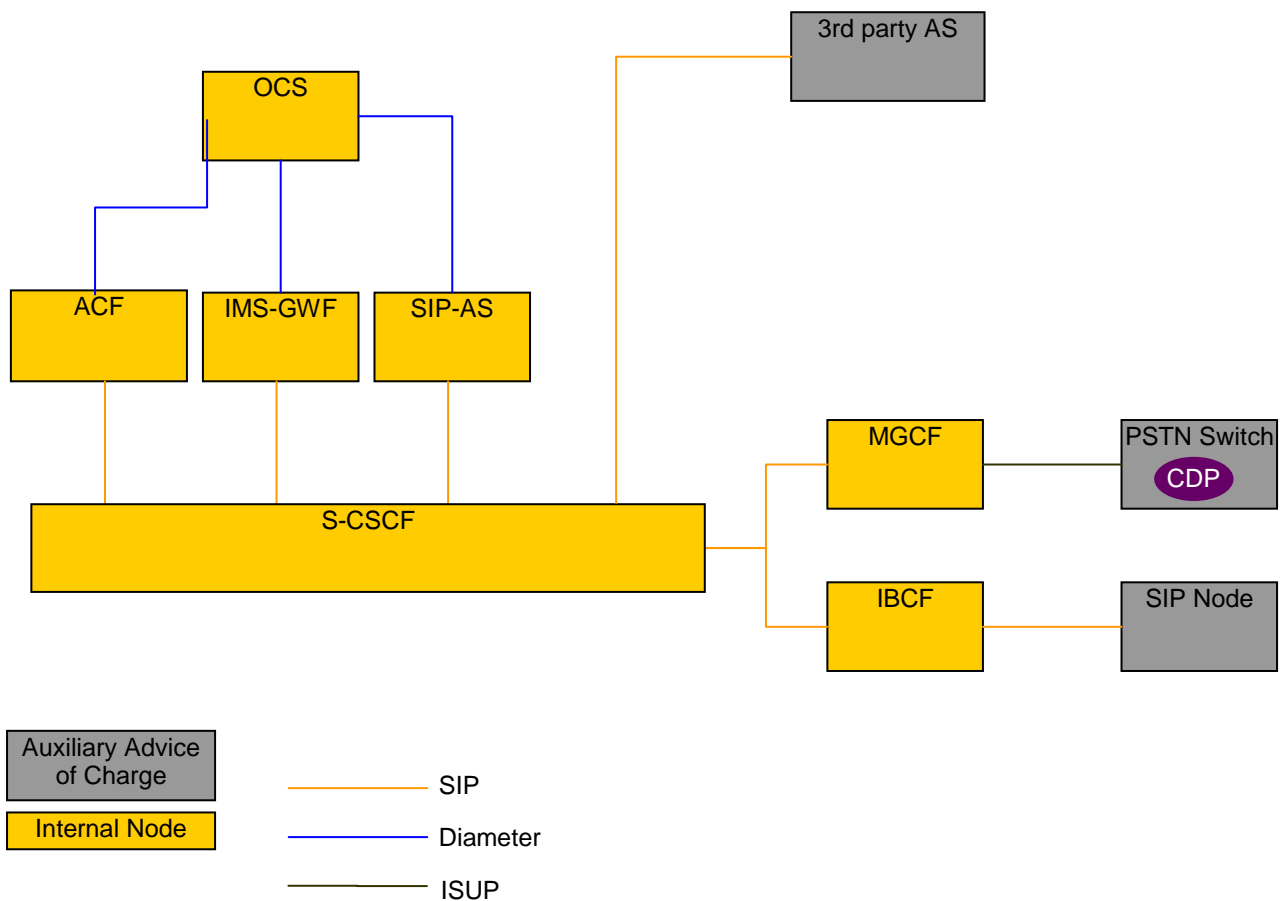 3rd party AS
OCS
ACF
IMS-GWF
SIP-AS
MGCF
PSTN Switch
CDP
S-CSCF
IBCF
SIP Node
Auxiliary Advice
of Charge
Internal Node
SIP
Diameter
ISUP